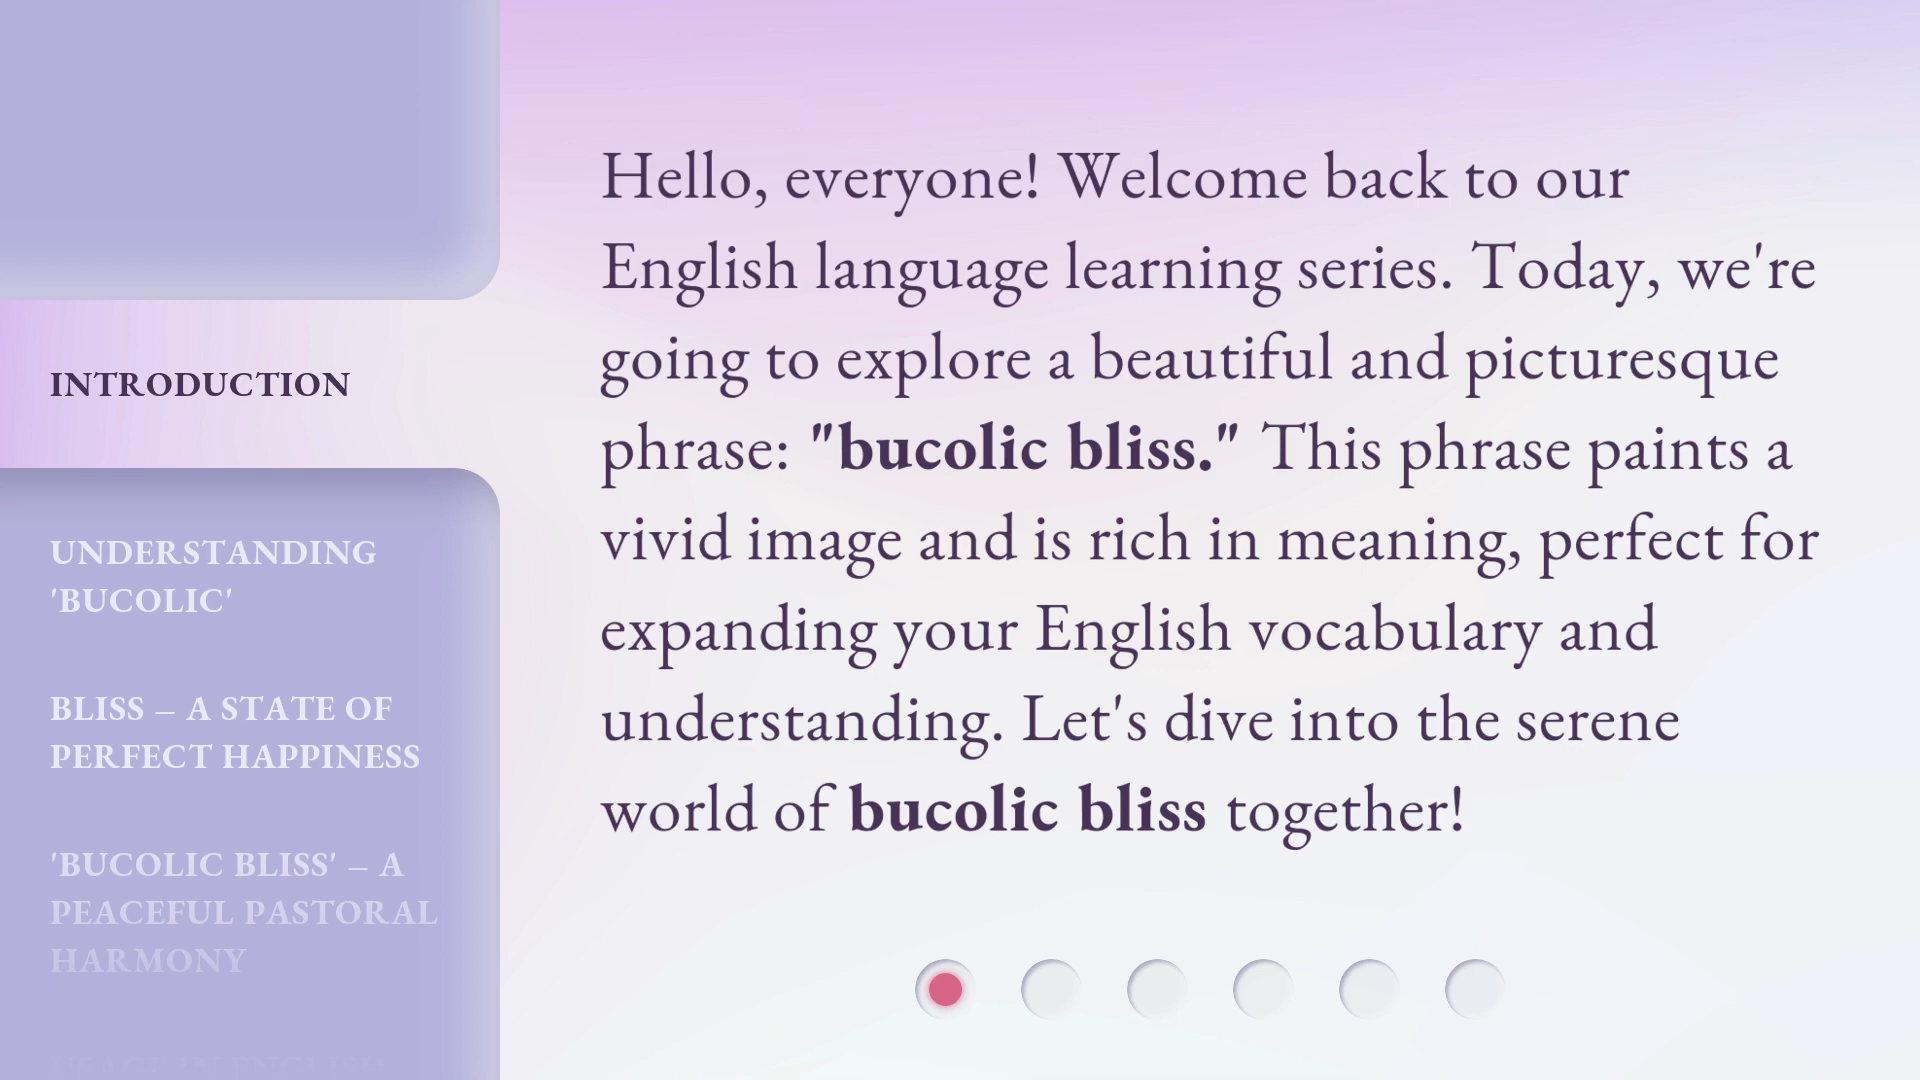 INTRODUCTION
UNDERSTANDING
'BUCOLIC'
BLISS – A STATE OF
PERFECT HAPPINESS
'BUCOLIC BLISS' – A
PEACEFUL PASTORAL
HARMONY
USAGE IN ENGLISH
Hello, everyone! Welcome back to our
English language learning series. Today, we're
going to explore a beautiful and picturesque
phrase: "bucolic bliss." This phrase paints a
vivid image and is rich in meaning, perfect for
expanding your English vocabulary and
understanding. Let's dive into the serene
world of bucolic bliss together!